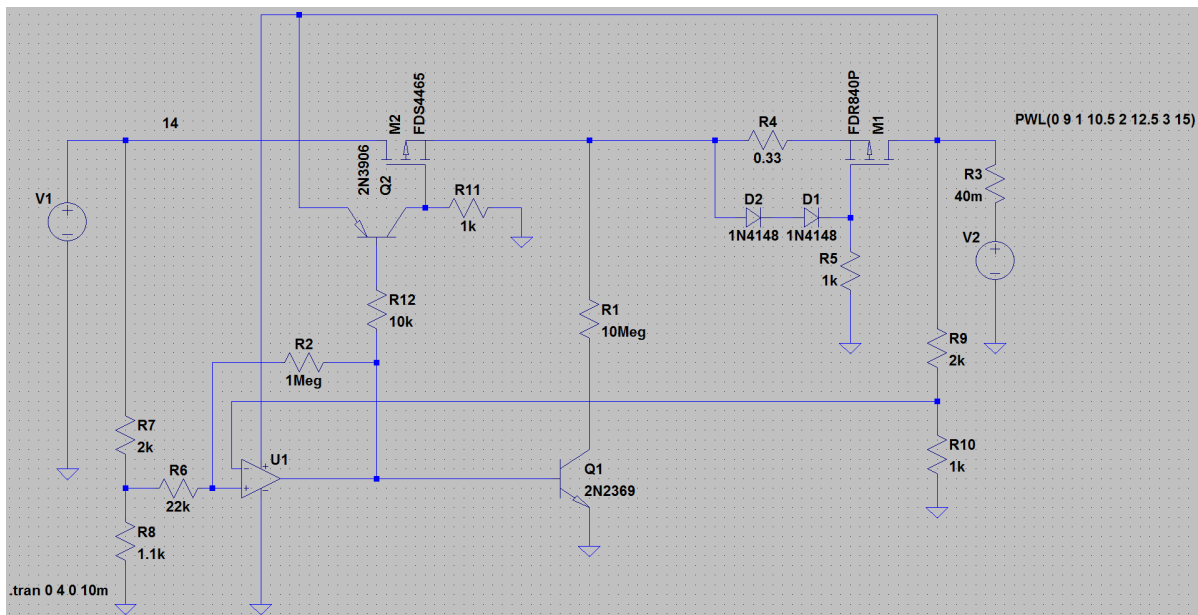 14
M2
FDS4465
2N3906
Q2
R11
1k
R4
0.33
FDR840P
M1
PWL(0 9 1 10.5 2 12.5 3 15)
R3
40m
V1
+
-
D2
D1
1N4148
1N4148
R5
1k
V2
+
-
R12
10k
R1
10Meg
R2
1Meg
R9
2k
R7
2k
R6
22k
U1
-
+
+
-
Q1
2N2369
R10
1k
R8
1.1k
.tran 0 4 0 10m